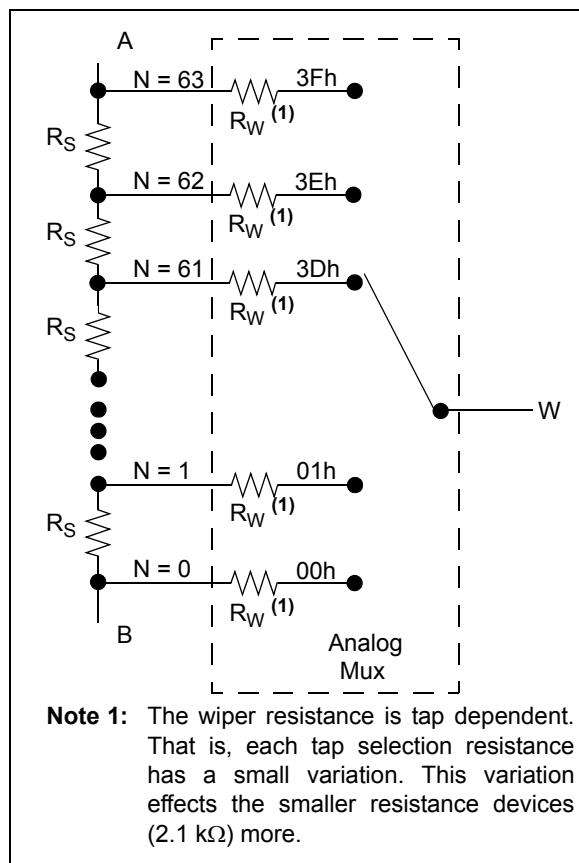 A
N = 63
3Fh
RW (1)
RS
N = 62
3Eh
RW (1)
RS
N = 61
3Dh
RW (1)
RS
W
N = 1
01h
RW (1)
RS
N = 0
00h
RW (1)
B
Analog
Mux
Note 1: The wiper resistance is tap dependent.
That is, each tap selection resistance
has a small variation. This variation
effects the smaller resistance devices
(2.1 kΩ) more.